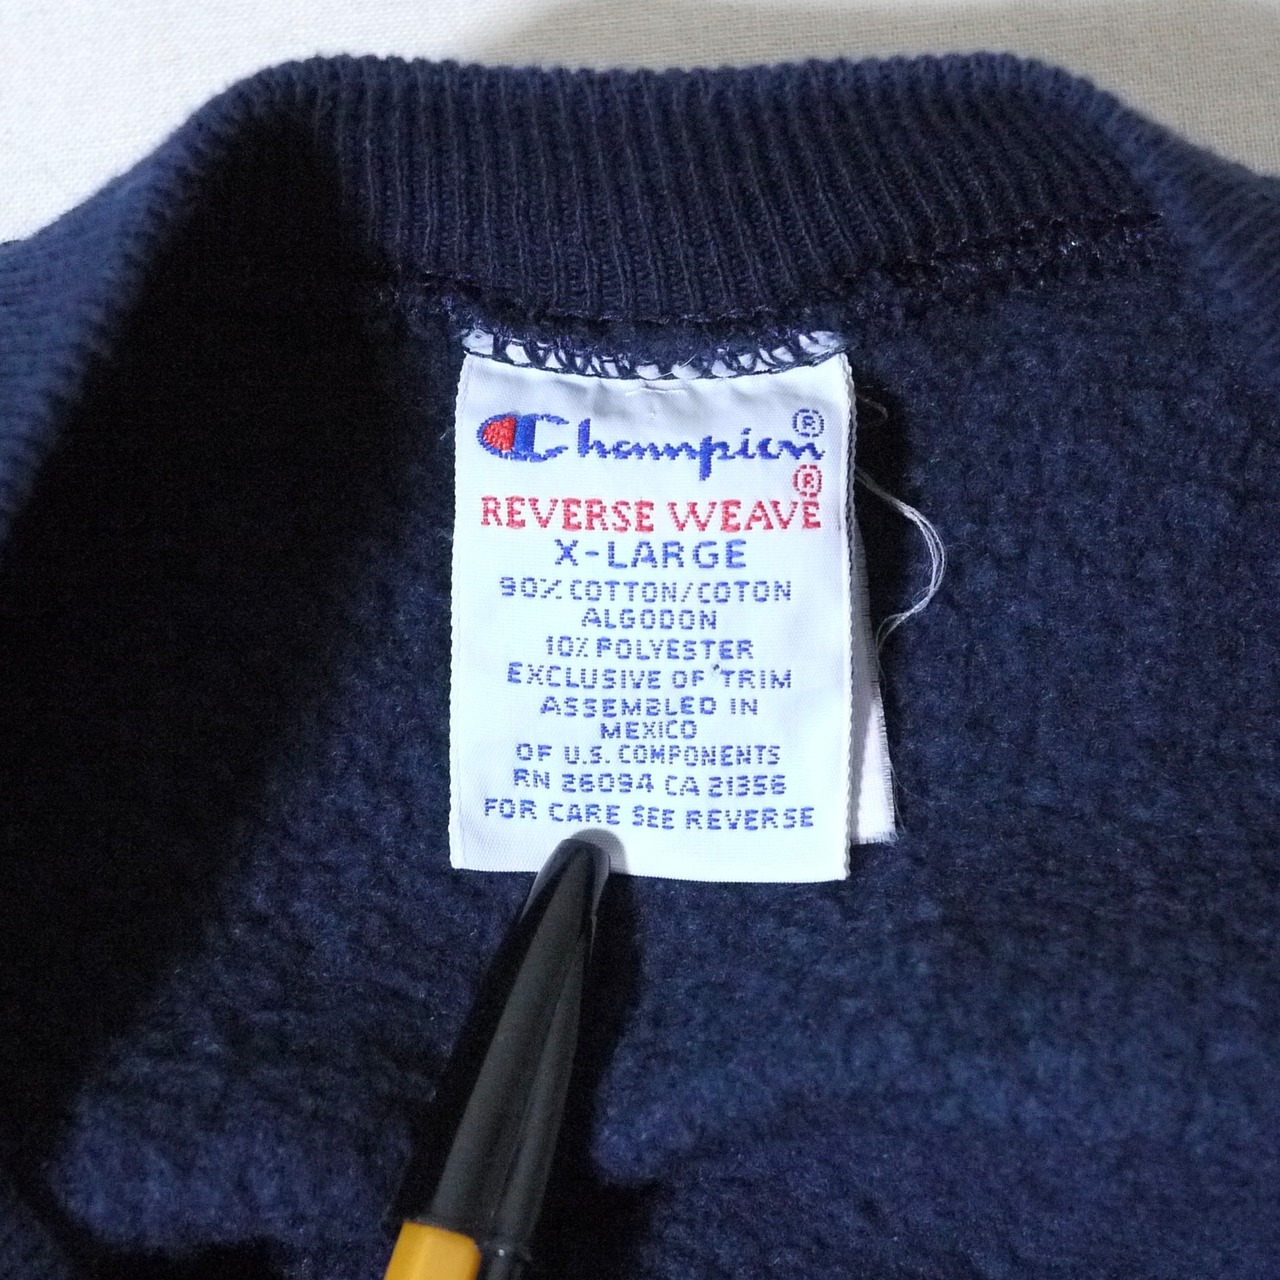 Champion®
®
REVERSE WEAVE
X-LARGE
90% COTTON/COTON
ALGODON
10% POLYESTER
EXCLUSIVE OF TRIM
ASSEMBLED IN
MEXICO
OF U.S. COMPONENTS
RN 26094 CA 21356
FOR CARE SEE REVERSE